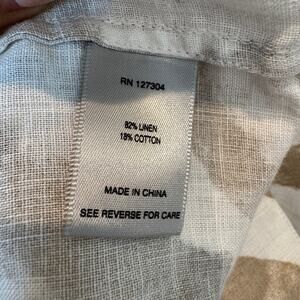 RN 127304
82% LINEN
18% COTTON
MADE IN CHINA
SEE REVERSE FOR CARE